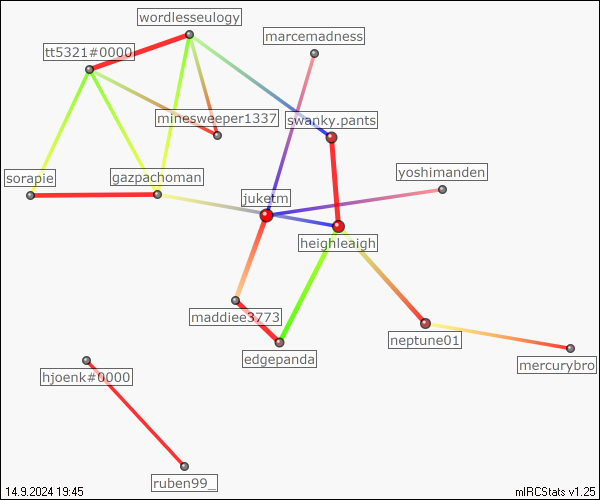 wordlesseulogy
marcemadness
tt5321#0000
minesweeper1337
swanky.pants
sorapie
gazpachoman
yoshimanden
juketm
heighleaigh
maddiee3773
neptune01
edgepanda
mercurybro
hjoenk#0000
ruben99_
14.9.2024 19:45
mIRCStats v1.25